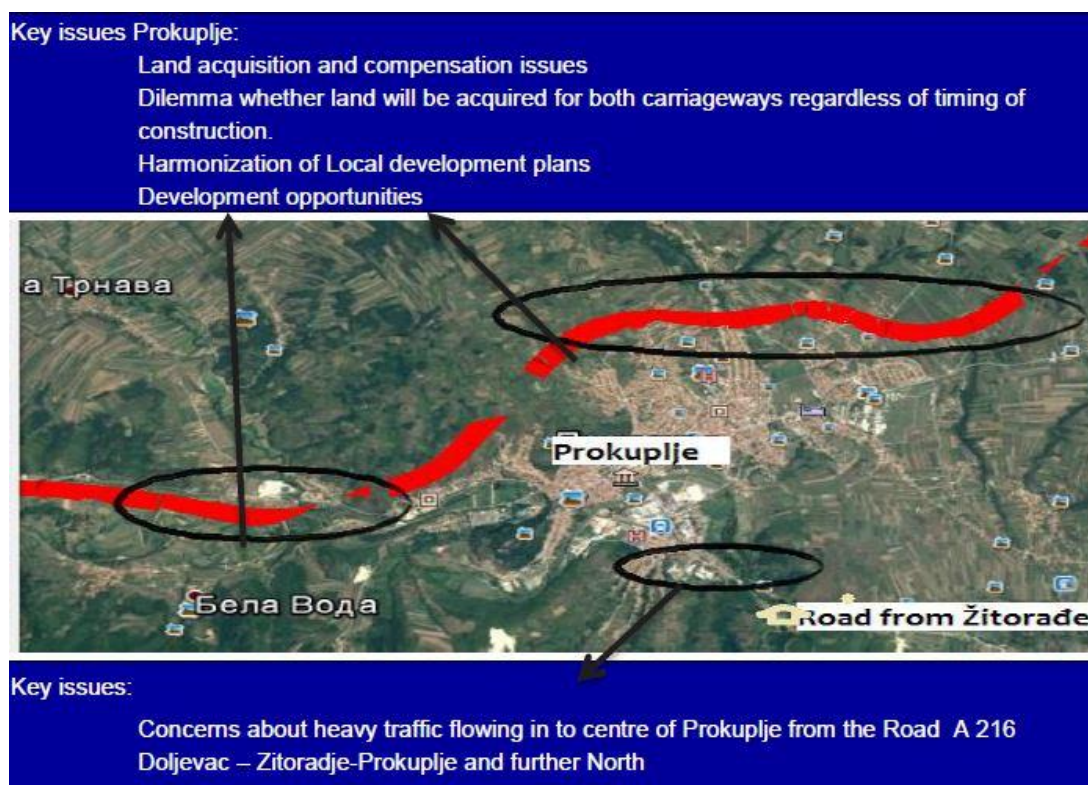 Key issues Prokuplje:
Land acquisition and compensation issues
Dilemma whether land will be acquired for both carriageways regardless of timing of
construction.
Harmonization of Local development plans
Development opportunities
а Трнава
Prokuplje
Бела Вода
Road from Žitorađe
Key issues:
Concerns about heavy traffic flowing in to centre of Prokuplje from the Road A 216
Doljevac – Zitoradje-Prokuplje and further North